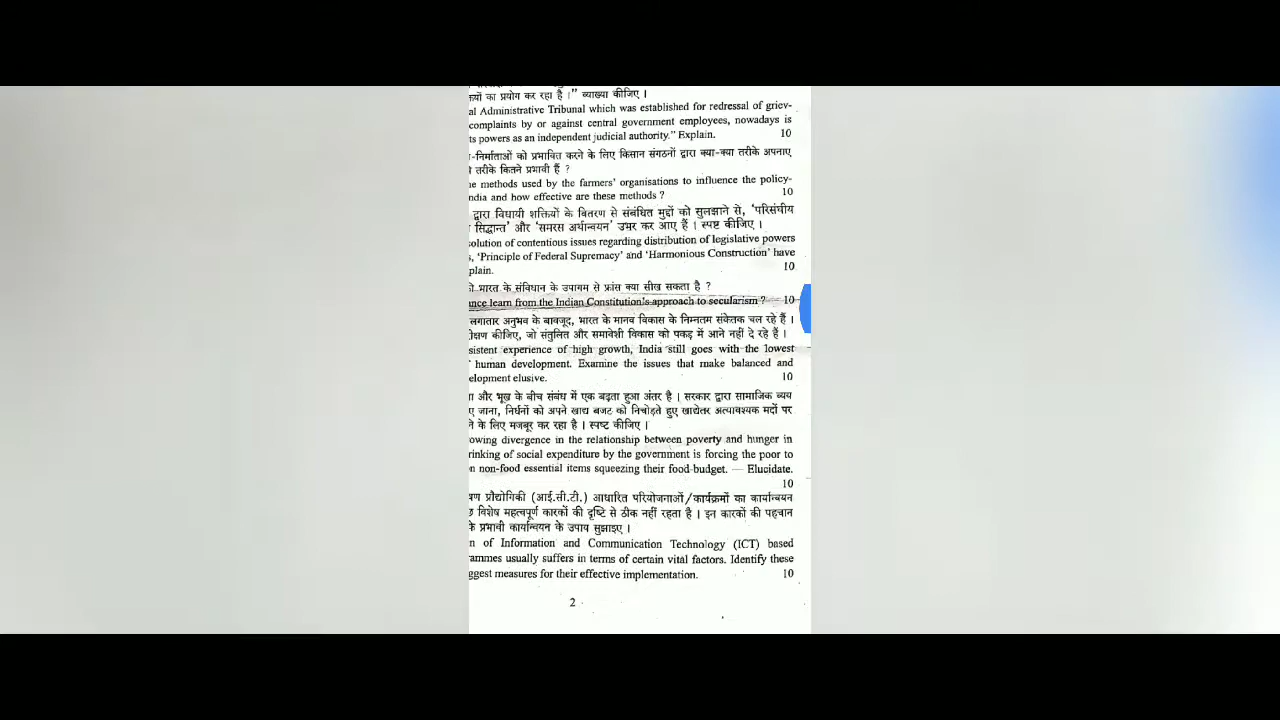 क्तियों का प्रयोग कर रहा है।" व्याख्या कीजिए।
al Administrative Tribunal which was established for redressal of griev-
complaints by or against central government employees, nowadays is
ts powers as an independent judicial authority." Explain. 10
-निर्माताओं को प्रभावित करने के लिए किसान संगठनों द्वारा क्या-क्या तरीके अपनाए
तरीके कितने प्रभावी हैं ?
ne methods used by the farmers' organisations to influence the policy-
ndia and how effective are these methods ? 10
द्वारा विधायी शक्तियों के वितरण से संबंधित मुद्दों को सुलझाने से, 'परिसंघीय
सिद्धान्त' और 'समरस अर्थान्वयन' उभर कर आए हैं। स्पष्ट कीजिए।
solution of contentious issues regarding distribution of legislative powers
s, 'Principle of Federal Supremacy' and 'Harmonious Construction' have
plain. 10
भारत के संविधान के उपागम से फ्रांस क्या सीख सकता है ?
nce learn from the Indian Constitution's approach to secularism ? 10
लगातार अनुभव के बावजूद, भारत के मानव विकास के निम्नतम संकेतक चल रहे हैं।
क्षण कीजिए, जो संतुलित और समावेशी विकास को पकड़ में आने नहीं दे रहे हैं।
sistent experience of high growth, India still goes with the lowest
human development. Examine the issues that make balanced and
elopment elusive. 10
और भूख के बीच संबंध में एक बढ़ता हुआ अंतर है। सरकार द्वारा सामाजिक व्यय
ए जाना, निर्धनों को अपने खाद्य बजट को निचोड़ते हुए खाद्येतर अत्यावश्यक मदों पर
ने के लिए मजबूर कर रहा है। स्पष्ट कीजिए।
owing divergence in the relationship between poverty and hunger in
rinking of social expenditure by the government is forcing the poor to
n non-food essential items squeezing their food-budget. — Elucidate.
10
षण प्रौद्योगिकी (आई.सी.टी.) आधारित परियोजनाओं/कार्यक्रमों का कार्यान्वयन
विशेष महत्वपूर्ण कारकों की दृष्टि से ठीक नहीं रहता है। इन कारकों की पहचान
के प्रभावी कार्यान्वयन के उपाय सुझाइए।
n of Information and Communication Technology (ICT) based
rammes usually suffers in terms of certain vital factors. Identify these
ggest measures for their effective implementation. 10
2